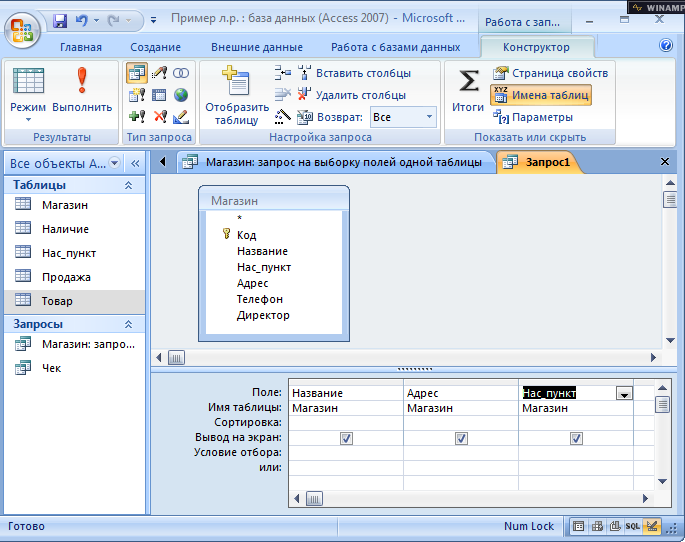 WINAMP
Пример л.р. : база данных (Access 2007) - Microsoft ...
Работа с зап...
Главная Создание Внешние данные Работа с базами данных Конструктор
Режим Выполнить
Результаты
Тип запроса
Отобразить таблицу
Вставить столбцы
Удалить столбцы
Возврат: Все
Настройка запроса
Σ Итоги
Страница свойств
XYZ Имена таблиц
Параметры
Показать или скрыть
Все объекты A...
Таблицы
Магазин
Наличие
Нас_пункт
Продажа
Товар
Запросы
Магазин: запро...
Чек
Магазин: запрос на выборку полей одной таблицы
Запрос1
Магазин
*
Код
Название
Нас_пункт
Адрес
Телефон
Директор
Поле: Название Адрес Нас_пункт
Имя таблицы: Магазин Магазин Магазин
Сортировка:
Вывод на экран:
Условие отбора:
или:
Готово
Num Lock
SQL